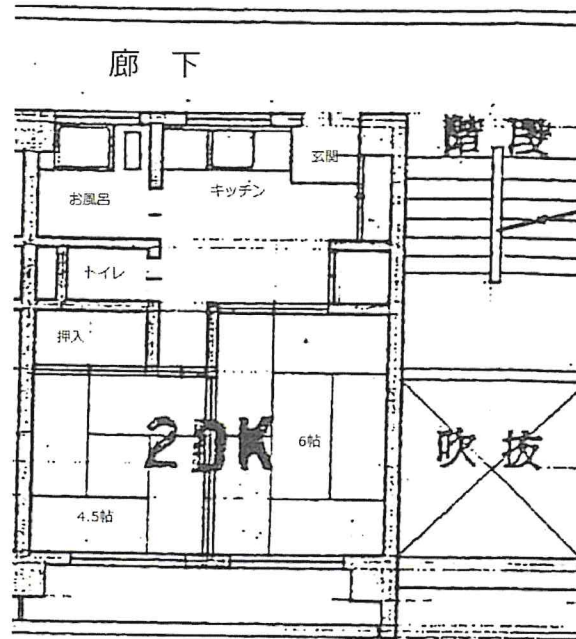 廊 下
階 段
玄関
お風呂
キッチン
トイレ
押入
2DK
6帖
吹 抜
4.5帖